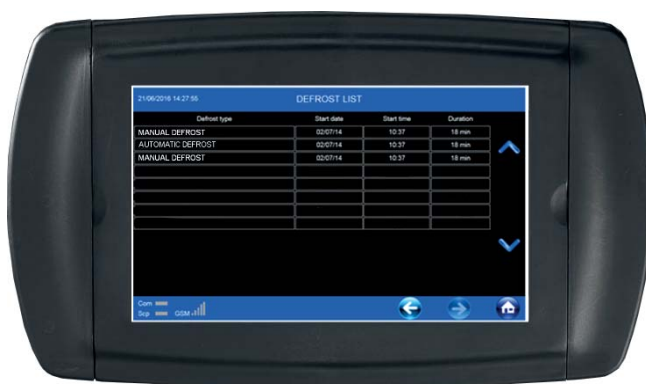 21/06/2016 14:27:55 DEFROST LIST
Defrost type Start date Start time Duration
MANUAL DEFROST 02/07/14 10:37 18 min
AUTOMATIC DEFROST 02/07/14 10:37 18 min
MANUAL DEFROST 02/07/14 10:37 18 min
Com
Scp GSM